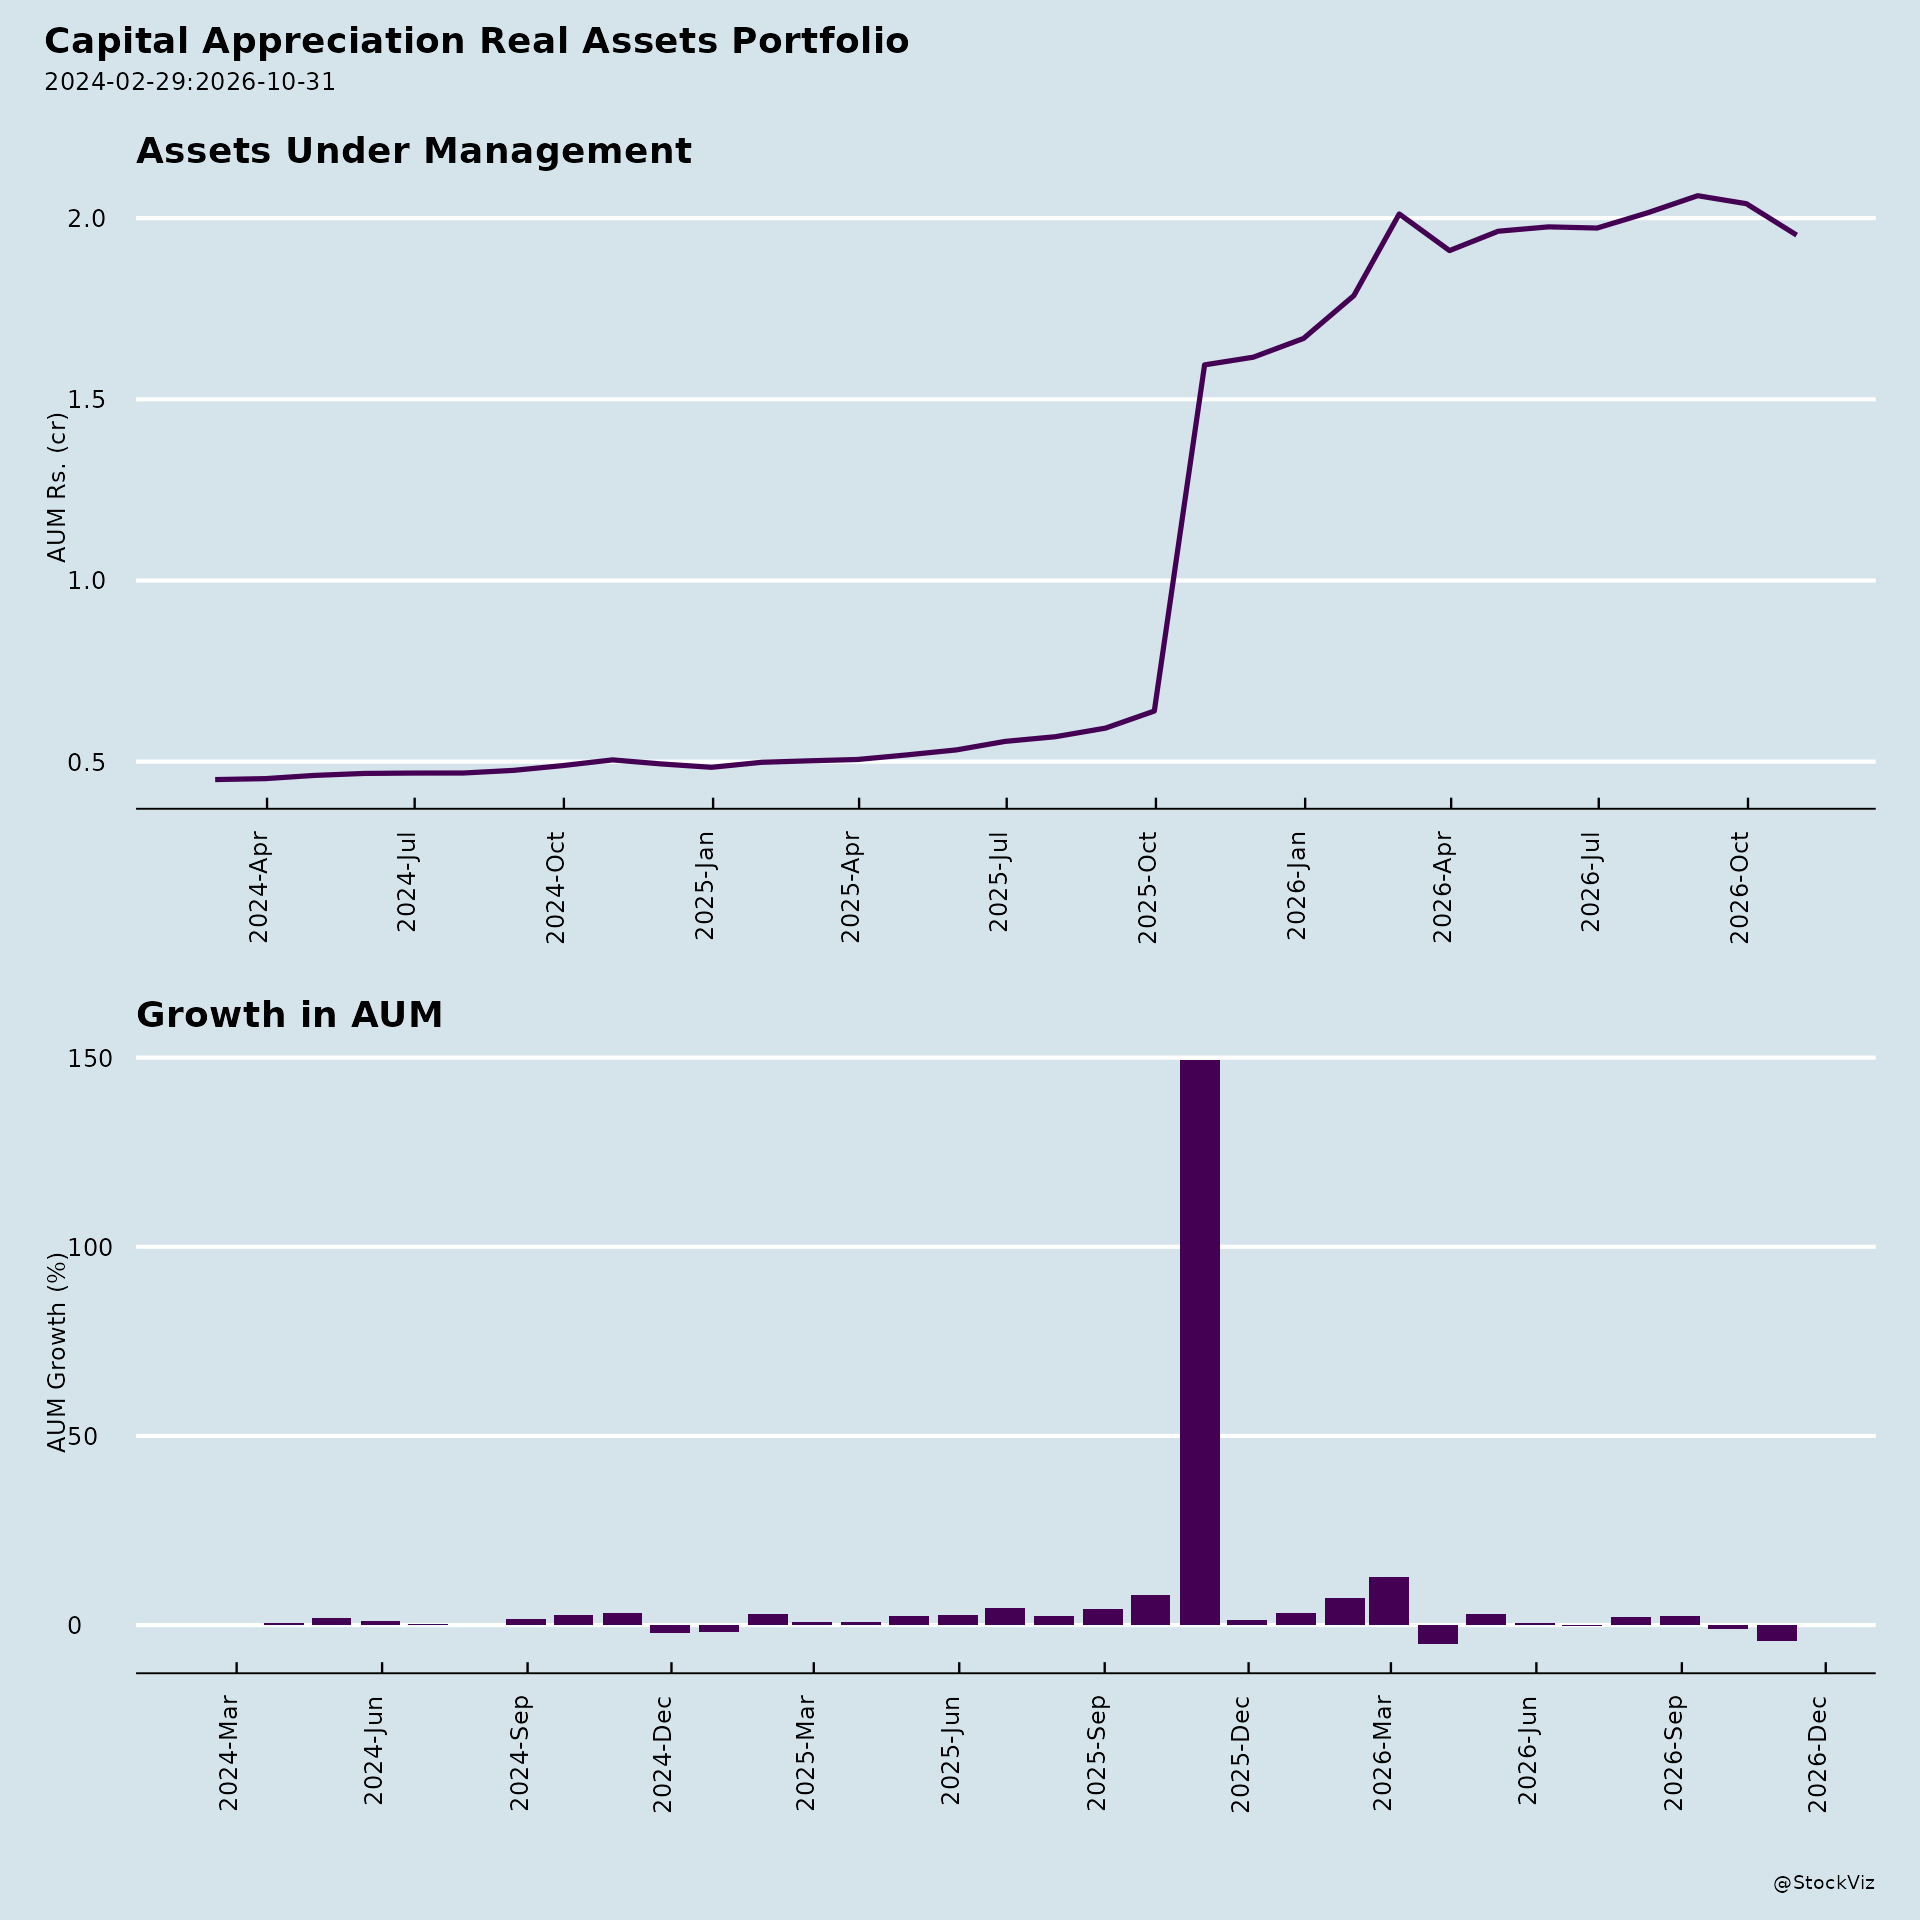 Capital Appreciation Real Assets Portfolio
2024-02-29:2026-10-31
Assets Under Management
AUM Rs. (cr)
2.0
1.5
1.0
0.5
2024-Apr
2024-Jul
2024-Oct
2025-Jan
2025-Apr
2025-Jul
2025-Oct
2026-Jan
2026-Apr
2026-Jul
2026-Oct
Growth in AUM
AUM Growth (%)
150
100
50
0
2024-Mar
2024-Jun
2024-Sep
2024-Dec
2025-Mar
2025-Jun
2025-Sep
2025-Dec
2026-Mar
2026-Jun
2026-Sep
2026-Dec
@StockViz